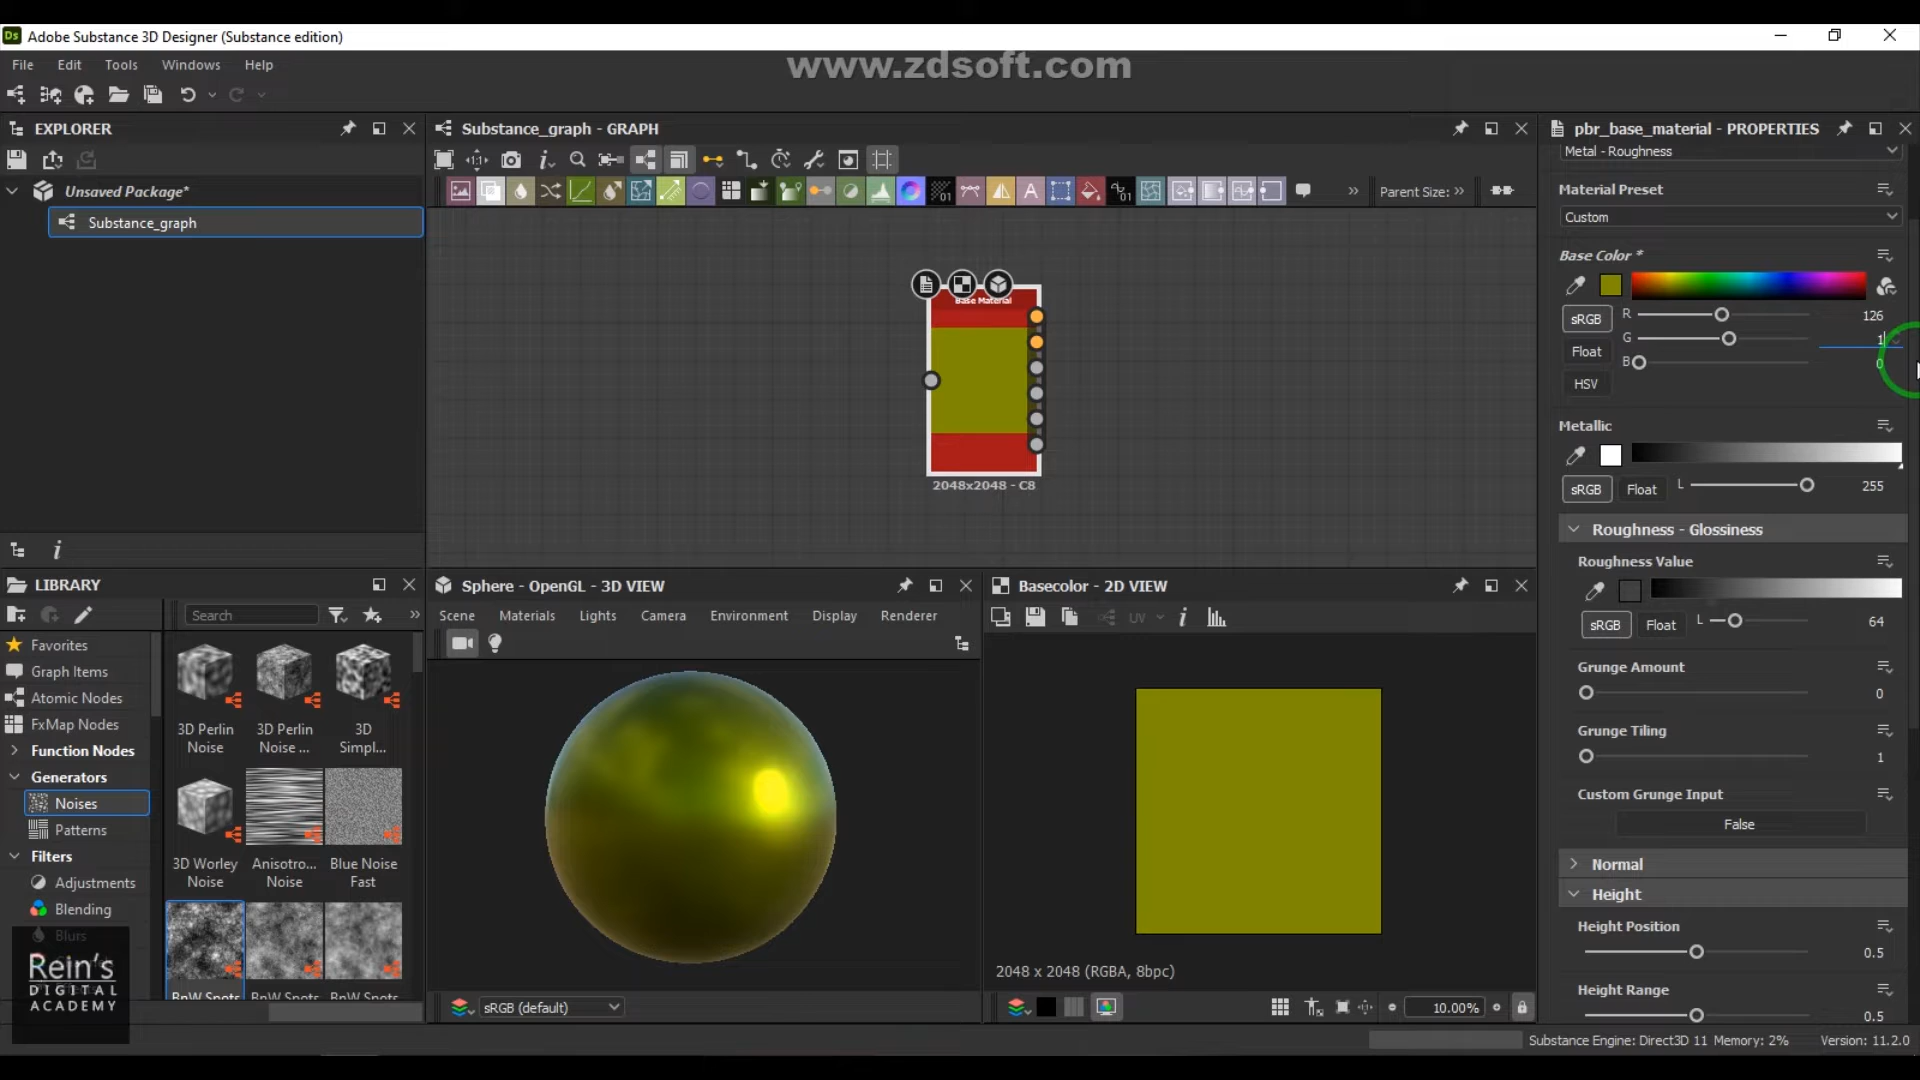 Ds Adobe Substance 3D Designer (Substance edition)
File Edit Tools Windows Help
www.zdsoft.com
EXPLORER
Unsaved Package*
Substance_graph
Substance_graph - GRAPH
Parent Size: »
Base Material
2048x2048 - C8
pbr_base_material - PROPERTIES
Metal - Roughness
Material Preset
Custom
Base Color *
sRGB R 126
G 1
Float
B 0
HSV
Metallic
sRGB Float L 255
Roughness - Glossiness
Roughness Value
sRGB Float L 64
Grunge Amount
0
Grunge Tiling
1
Custom Grunge Input
False
Normal
Height
Height Position
0.5
Height Range
0.5
LIBRARY
Search
Favorites
Graph Items
Atomic Nodes
FxMap Nodes
Function Nodes
Generators
Noises
Patterns
Filters
Adjustments
Blending
Blurs
3D Perlin Noise
3D Perlin Noise ...
3D Simpl...
3D Worley Noise
Anisotro... Noise
Blue Noise Fast
BnW Spots BnW Spots BnW Spots
Rein's
DIGITAL
ACADEMY
Sphere - OpenGL - 3D VIEW
Scene Materials Lights Camera Environment Display Renderer
sRGB (default)
Basecolor - 2D VIEW
UV
2048 x 2048 (RGBA, 8bpc)
10.00%
Substance Engine: Direct3D 11 Memory: 2% Version: 11.2.0